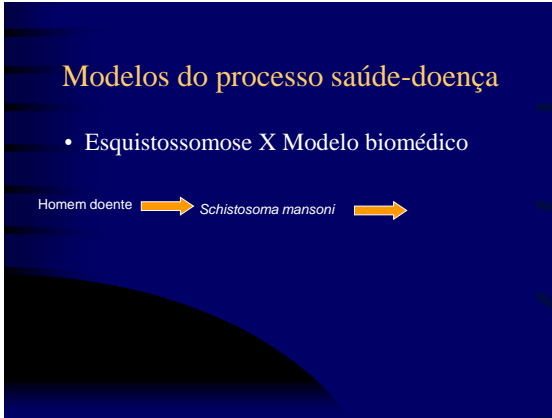 Modelos do processo saúde-doença
• Esquistossomose X Modelo biomédico
Homem doente Schistosoma mansoni